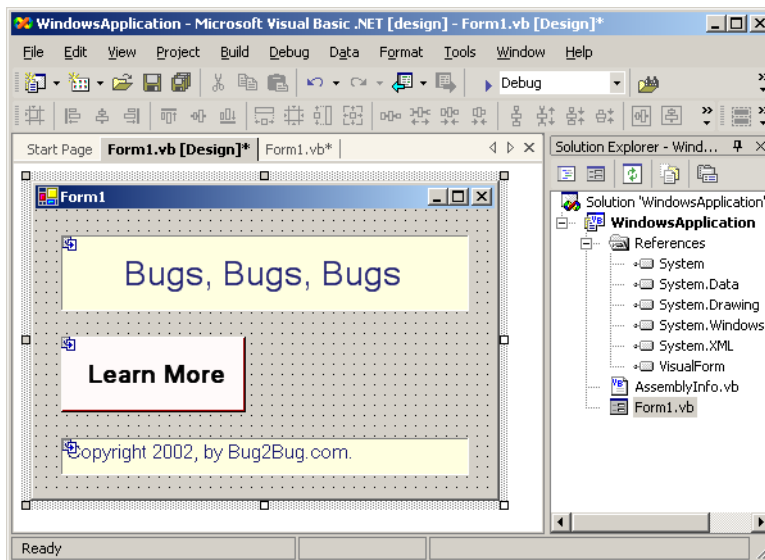 WindowsApplication - Microsoft Visual Basic .NET [design] - Form1.vb [Design]*
File Edit View Project Build Debug Data Format Tools Window Help
Debug
Start Page Form1.vb [Design]* Form1.vb*
Solution Explorer - Wind...
Form1
Bugs, Bugs, Bugs
Learn More
Copyright 2002, by Bug2Bug.com.
Solution 'WindowsApplication'
WindowsApplication
References
System
System.Data
System.Drawing
System.Windows
System.XML
VisualForm
AssemblyInfo.vb
Form1.vb
Ready